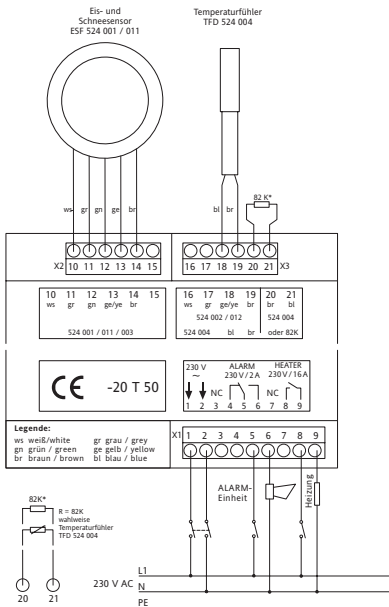 Eis- und
Schneesensor
ESF 524 001 / 011
Temperaturfühler
TFD 524 004
82 K*
ws gr gn ge br
bl br
X2 10 11 12 13 14 15
16 17 18 19 20 21 X3
10 11 12 13 14 15
ws gr gn ge/ye br
524 001 / 011 / 003
16 17 18 19 20 21
ws gr ge/ye br br bl
524 002 / 012 524 004
524 004 bl br oder 82K
CE -20 T 50
230 V ALARM HEATER
~ 230 V / 2 A 230 V / 16 A
NC NC
1 2 3 4 5 6 7 8 9
Legende:
ws weiß/white gr grau / grey
gn grün / green ge gelb / yellow
br braun / brown bl blau / blue
X1 1 2 3 4 5 6 7 8 9
ALARM-
Einheit
Heizung
82K*
R = 82K
wahlweise
Temperaturfühler
TFD 524 004
20 21
230 V AC
L1
N
PE